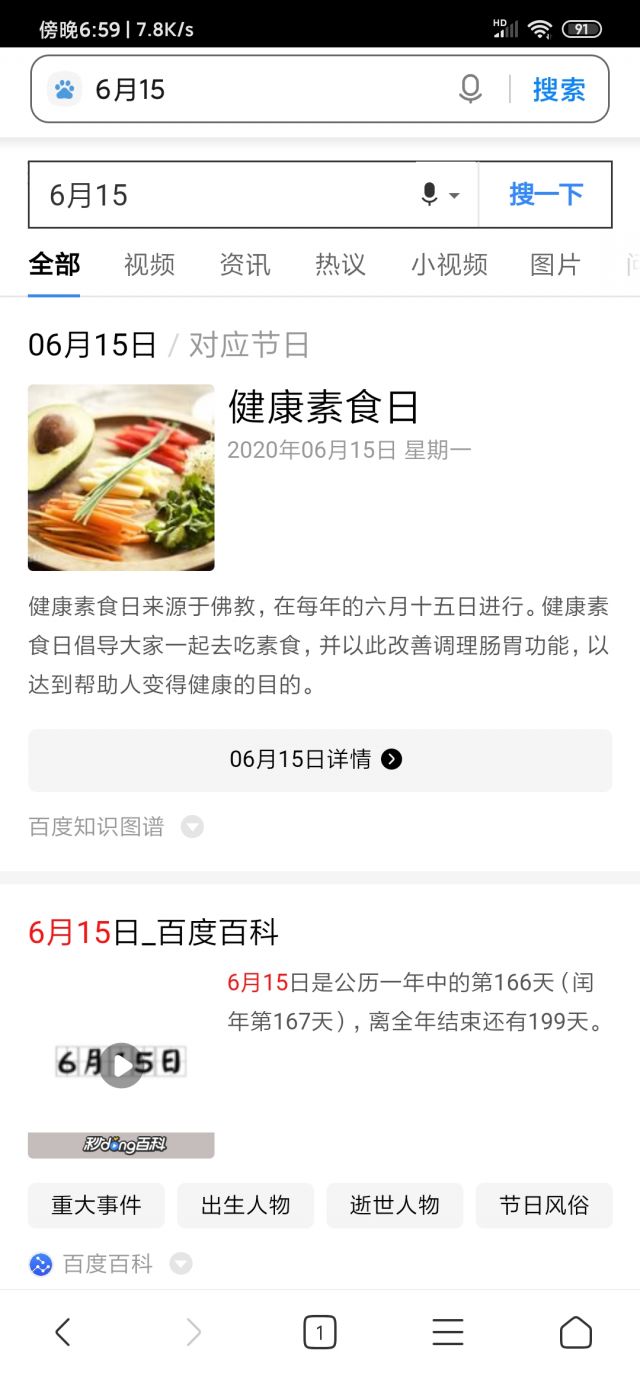 傍晚6:59 | 7.8K/s
HD
91
6月15
搜索
6月15
搜一下
全部 视频 资讯 热议 小视频 图片
06月15日 / 对应节日
健康素食日
2020年06月15日 星期一
健康素食日来源于佛教，在每年的六月十五日进行。健康素
食日倡导大家一起去吃素食，并以此改善调理肠胃功能，以
达到帮助人变得健康的目的。
06月15日详情
百度知识图谱
6月15日_百度百科
6月15日是公历一年中的第166天（闰
年第167天），离全年结束还有199天。
6月15日
秒dong百科
重大事件 出生人物 逝世人物 节日风俗
百度百科
1